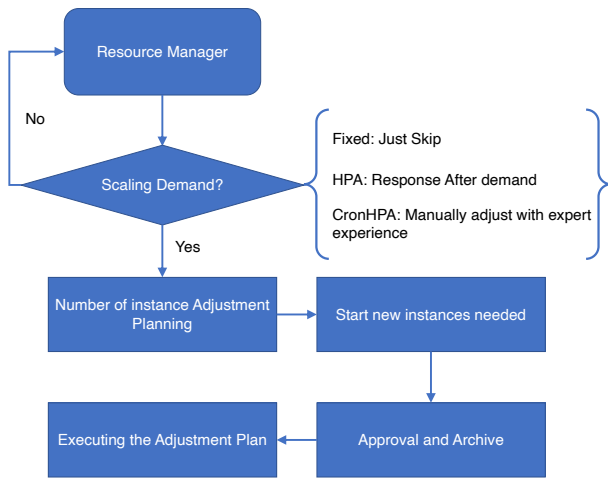 Resource Manager
No
Fixed: Just Skip
Scaling Demand?
HPA: Response After demand
CronHPA: Manually adjust with expert
experience
Yes
Number of instance Adjustment
Planning
Start new instances needed
Executing the Adjustment Plan
Approval and Archive